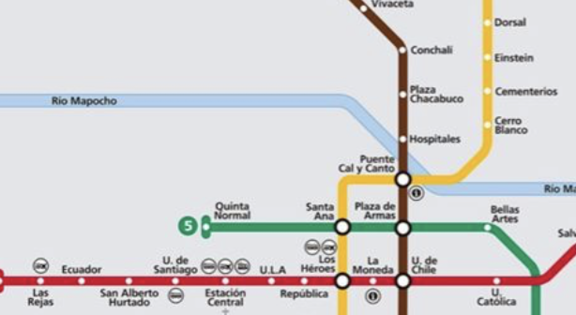 Vivaceta
Dorsal
Conchalí
Einstein
Plaza
Chacabuco
Cementerios
Río Mapocho
Cerro
Blanco
Hospitales
Puente
Cal y Canto
Río Ma
Quinta
Normal
5
Santa
Ana
Plaza de
Armas
Bellas
Artes
Salv
Ecuador
U. de
Santiago
U.L.A
Los
Héroes
La
Moneda
U. de
Chile
Las
Rejas
San Alberto
Hurtado
Estación
Central
República
U.
Católica